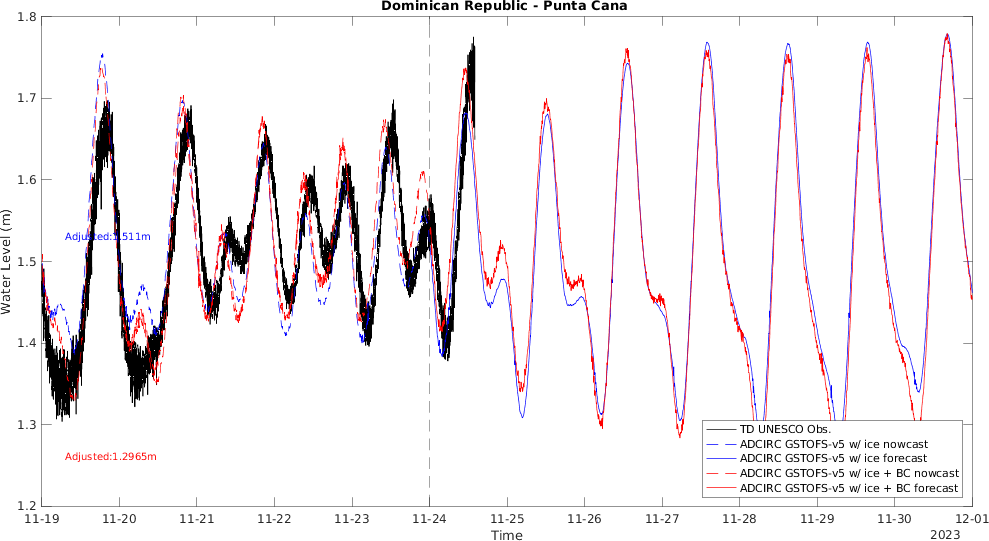 Dominican Republic - Punta Cana
1.8
1.7
1.6
1.5
1.4
1.3
1.2
Water Level (m)
Adjusted:1.511m
Adjusted:1.2965m
TD UNESCO Obs.
ADCIRC GSTOFS-v5 w/ ice nowcast
ADCIRC GSTOFS-v5 w/ ice forecast
ADCIRC GSTOFS-v5 w/ ice + BC nowcast
ADCIRC GSTOFS-v5 w/ ice + BC forecast
11-19 11-20 11-21 11-22 11-23 11-24 11-25 11-26 11-27 11-28 11-29 11-30 12-01
Time
2023